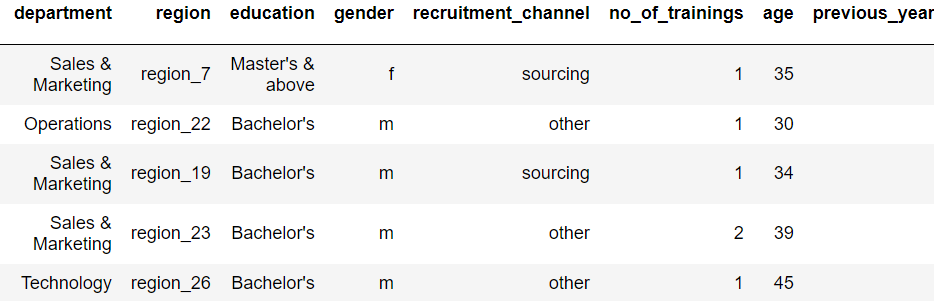 department region education gender recruitment_channel no_of_trainings age previous_year
Sales & Marketing region_7 Master's & above f sourcing 1 35
Operations region_22 Bachelor's m other 1 30
Sales & Marketing region_19 Bachelor's m sourcing 1 34
Sales & Marketing region_23 Bachelor's m other 2 39
Technology region_26 Bachelor's m other 1 45